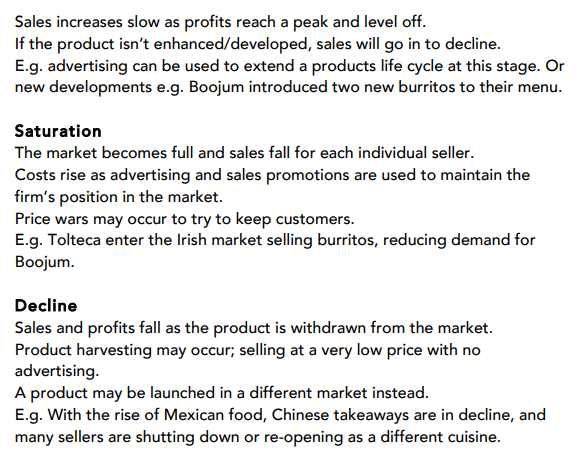 Sales increases slow as profits reach a peak and level off.
If the product isn't enhanced/developed, sales will go in to decline.
E.g. advertising can be used to extend a products life cycle at this stage. Or
new developments e.g. Boojum introduced two new burritos to their menu.
Saturation
The market becomes full and sales fall for each individual seller.
Costs rise as advertising and sales promotions are used to maintain the
firm's position in the market.
Price wars may occur to try to keep customers.
E.g. Tolteca enter the Irish market selling burritos, reducing demand for
Boojum.
Decline
Sales and profits fall as the product is withdrawn from the market.
Product harvesting may occur; selling at a very low price with no
advertising.
A product may be launched in a different market instead.
E.g. With the rise of Mexican food, Chinese takeaways are in decline, and
many sellers are shutting down or re-opening as a different cuisine.